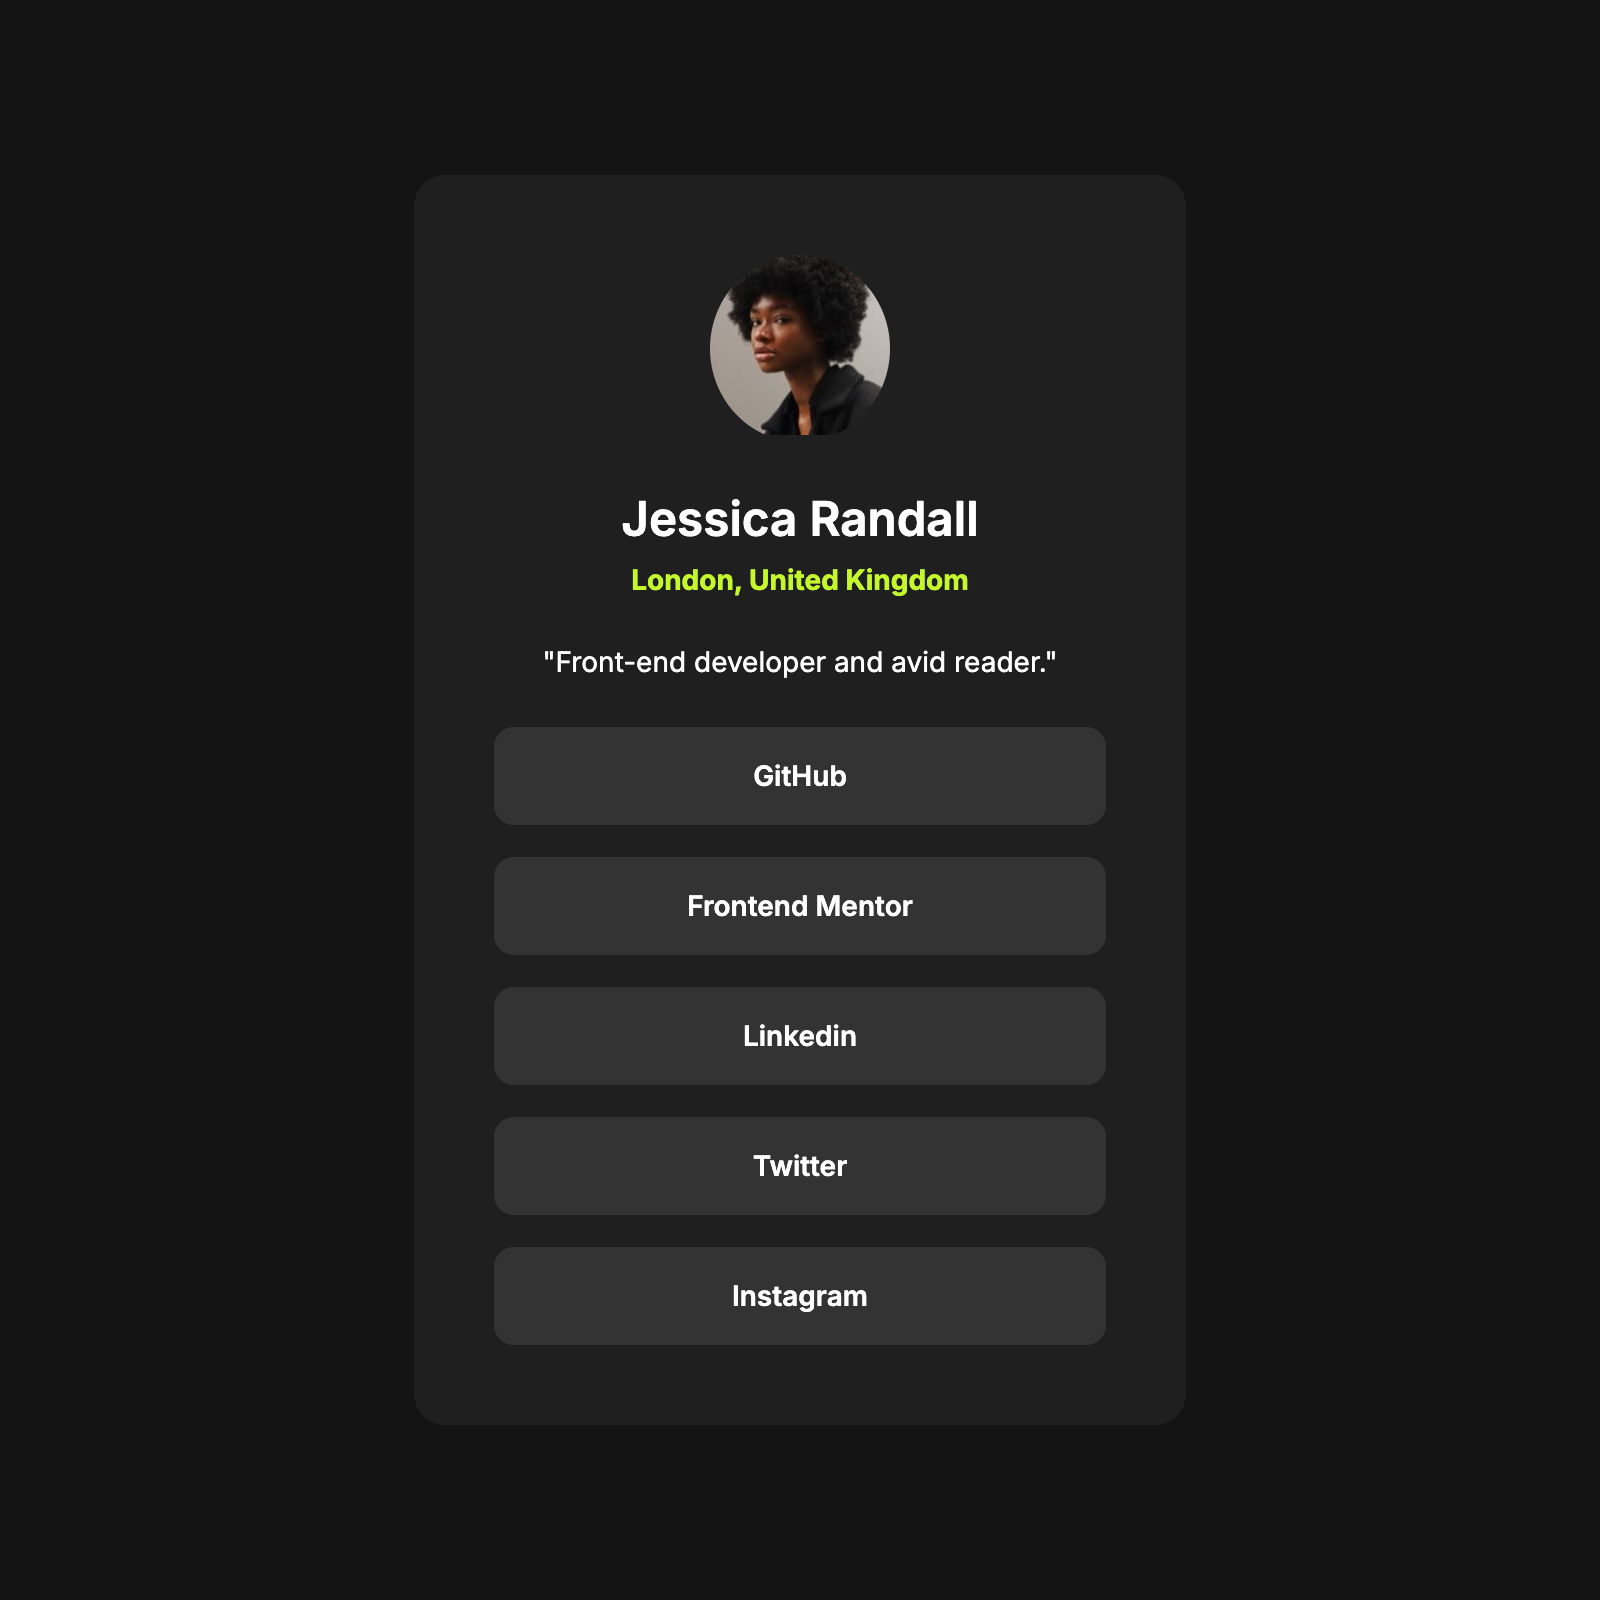 Jessica Randall
London, United Kingdom
"Front-end developer and avid reader."
GitHub
Frontend Mentor
Linkedin
Twitter
Instagram